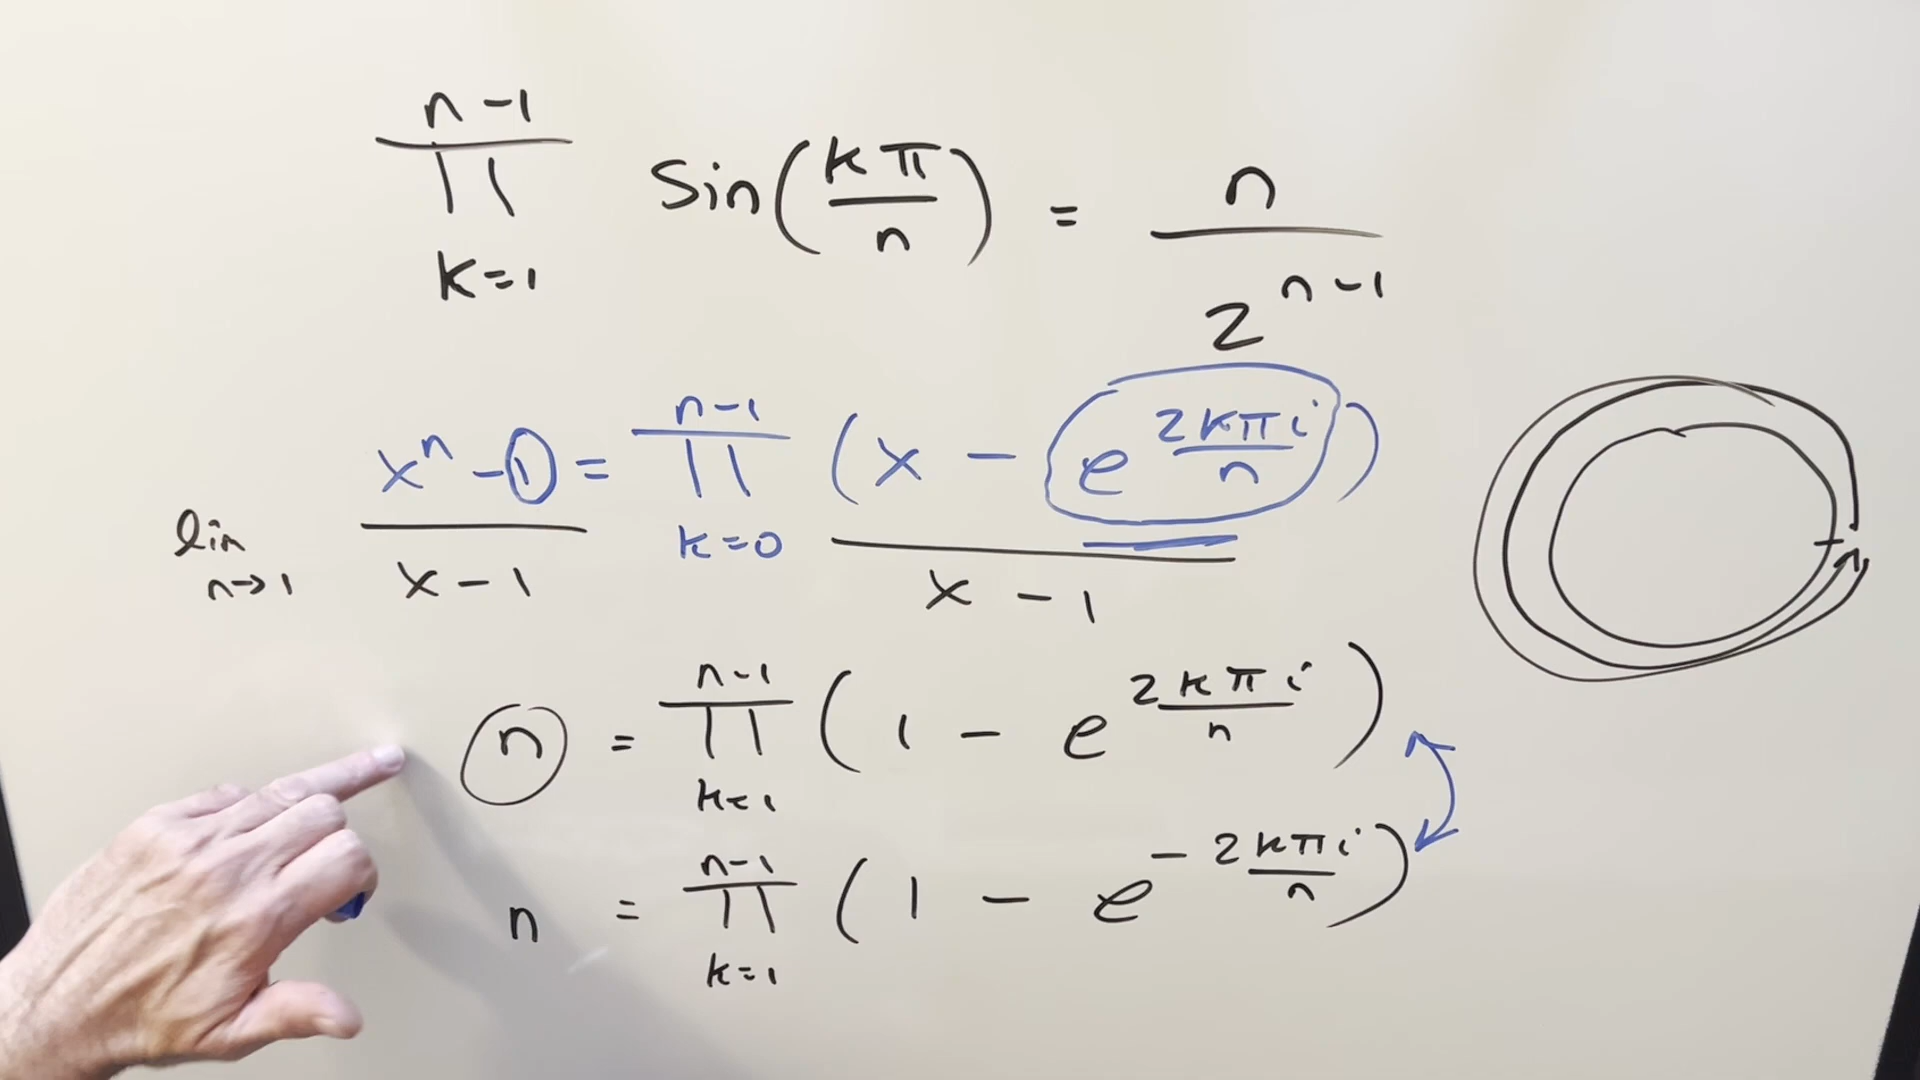 n-1
∏ sin(kπ/n) = n/2^(n-1)
k=1
n-1
x^n - 1 = ∏ (x - e^(2kπi/n))
k=0
lim
n→1
x-1
x-1
n-1
n = ∏ (1 - e^(2kπi/n))
k=1
n-1
n = ∏ (1 - e^(-2kπi/n))
k=1